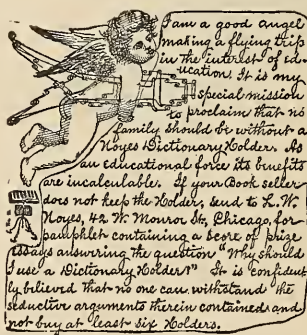 I am a good angel
making a flying trip
in the interest of ed-
ucation. It is my
special mission
to proclaim that no
family should be without a
Noyes Dictionary Holder. As
an educational force its benefits
are incalculable. If your Book seller
does not keep the Holder, send to L. W.
Noyes, 42 W. Monroe St., Chicago, for
pamphlet containing a score of prize
essays answering the question "Why should
I use a Dictionary Holder?" It is confident
ly believed that no one can withstand the
seductive arguments therein contained and
not buy at least six Holders.